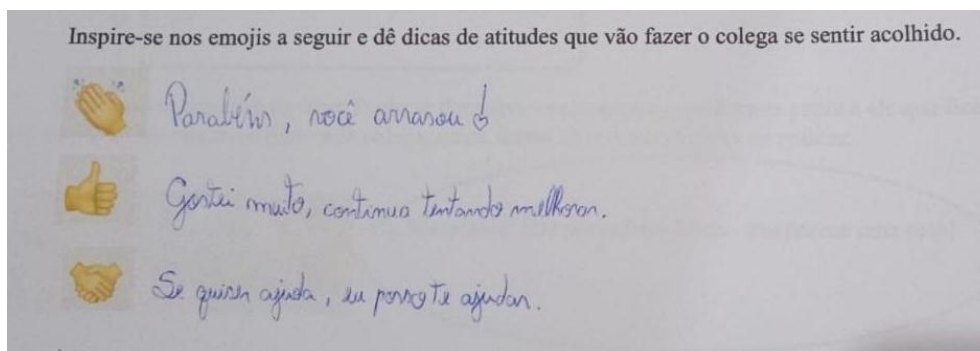 Inspire-se nos emojis a seguir e dê dicas de atitudes que vão fazer o colega se sentir acolhido.
Parabéns, você arrasou!
Gostei muito, continua tentando melhorar.
Se quiser ajuda, eu posso te ajudar.